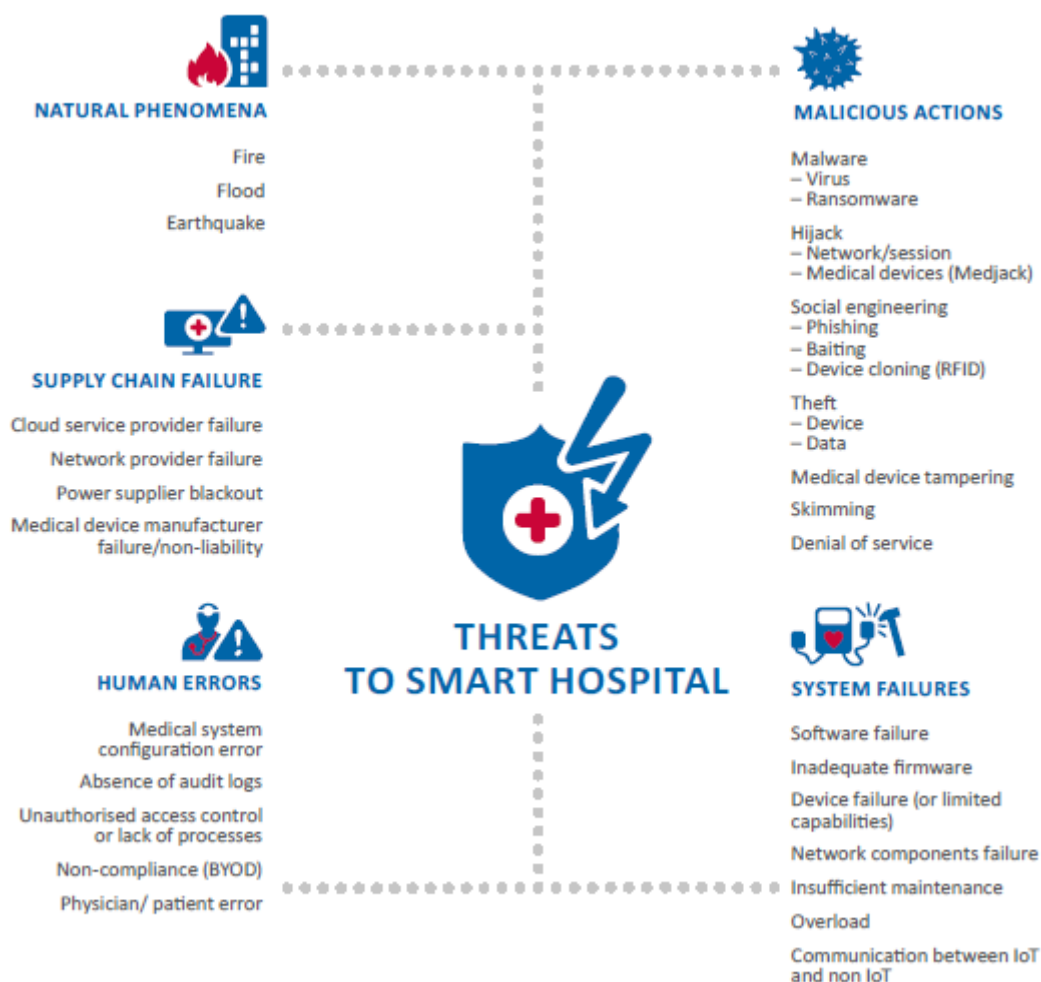 NATURAL PHENOMENA
Fire
Flood
Earthquake
SUPPLY CHAIN FAILURE
Cloud service provider failure
Network provider failure
Power supplier blackout
Medical device manufacturer
failure/non-liability
HUMAN ERRORS
Medical system
configuration error
Absence of audit logs
Unauthorised access control
or lack of processes
Non-compliance (BYOD)
Physician/ patient error
THREATS
TO SMART HOSPITAL
MALICIOUS ACTIONS
Malware
– Virus
– Ransomware
Hijack
– Network/session
– Medical devices (Medjack)
Social engineering
– Phishing
– Baiting
– Device cloning (RFID)
Theft
– Device
– Data
Medical device tampering
Skimming
Denial of service
SYSTEM FAILURES
Software failure
Inadequate firmware
Device failure (or limited
capabilities)
Network components failure
Insufficient maintenance
Overload
Communication between IoT
and non IoT